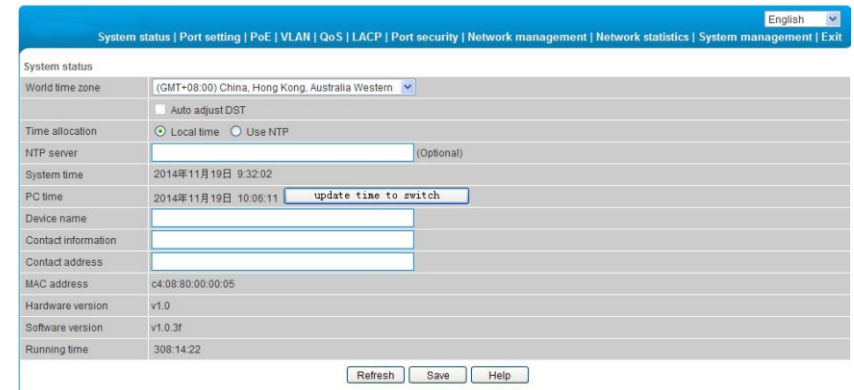 English
System status | Port setting | PoE | VLAN | QoS | LACP | Port security | Network management | Network statistics | System management | Exit
System status
World time zone (GMT+08:00) China, Hong Kong, Australia Western
Auto adjust DST
Time allocation Local time Use NTP
NTP server (Optional)
System time 2014年11月19日 9:32:02
PC time 2014年11月19日 10:06:11 update time to switch
Device name
Contact information
Contact address
MAC address c4:08:80:00:00:05
Hardware version v1.0
Software version v1.0.3f
Running time 308:14:22
Refresh Save Help